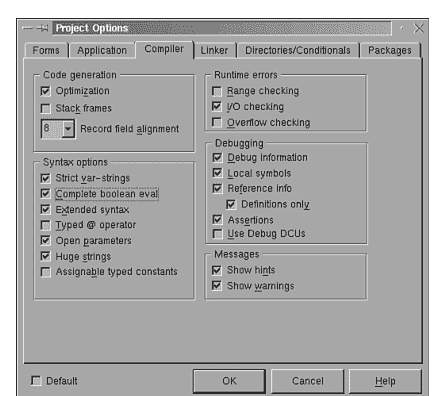 Project Options
Forms Application Compiler Linker Directories/Conditionals Packages
Code generation
Optimization
Stack frames
8 Record field alignment
Syntax options
Strict var-strings
Complete boolean eval
Extended syntax
Typed @ operator
Open parameters
Huge strings
Assignable typed constants
Runtime errors
Range checking
I/O checking
Overflow checking
Debugging
Debug information
Local symbols
Reference info
Definitions only
Assertions
Use Debug DCUs
Messages
Show hints
Show warnings
Default
OK Cancel Help